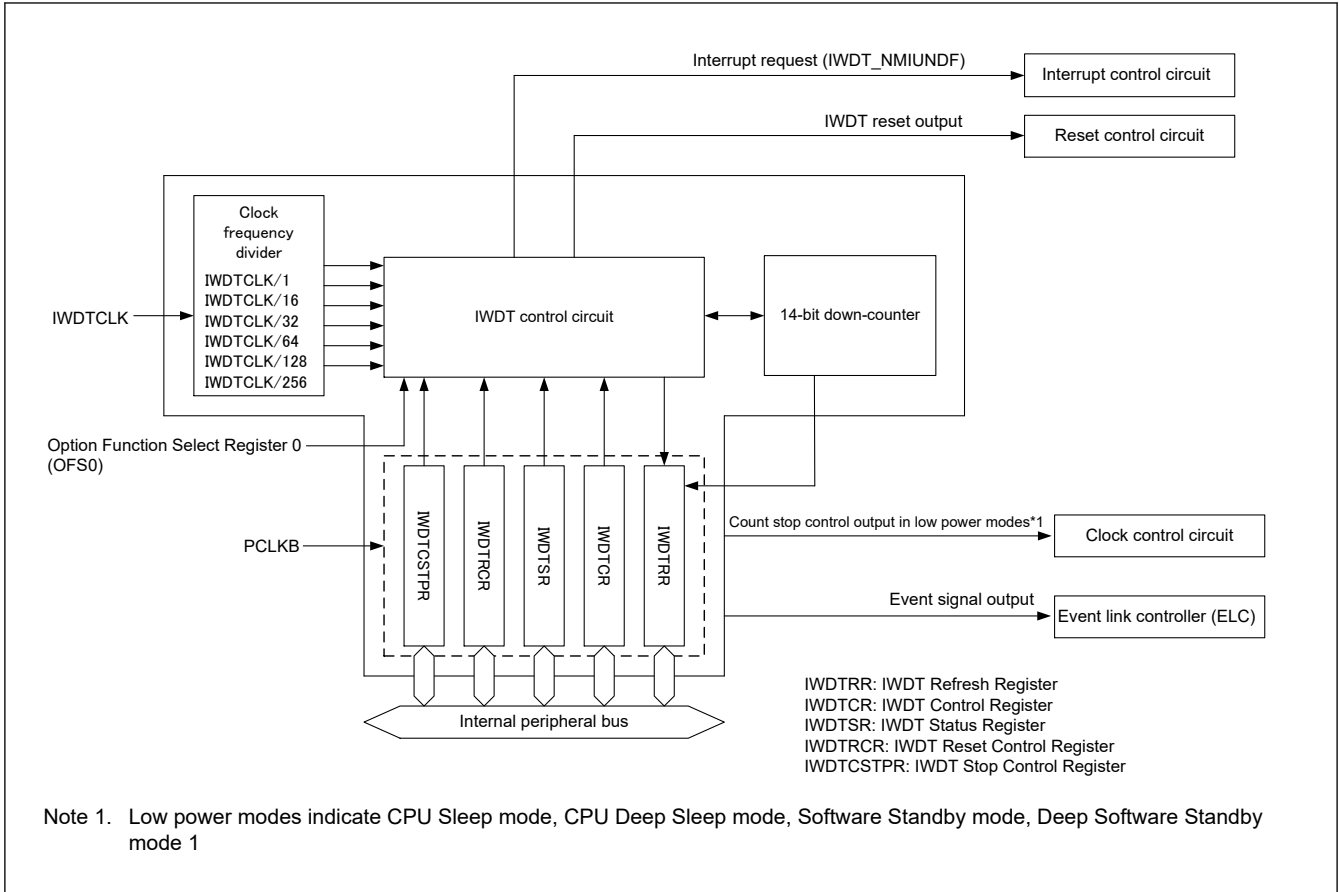 Interrupt request (IWDT_NMIUNDF)
Interrupt control circuit
IWDT reset output
Reset control circuit
Clock
frequency
divider
IWDTCLK/1
IWDTCLK/16
IWDTCLK/32
IWDTCLK/64
IWDTCLK/128
IWDTCLK/256
IWDTCLK
IWDT control circuit
14-bit down-counter
Option Function Select Register 0
(OFS0)
PCLKB
IWDTCSTPR
IWDTRCR
IWDTSR
IWDTCR
IWDTRR
Count stop control output in low power modes*1
Clock control circuit
Event signal output
Event link controller (ELC)
Internal peripheral bus
IWDTRR: IWDT Refresh Register
IWDTCR: IWDT Control Register
IWDTSR: IWDT Status Register
IWDTRCR: IWDT Reset Control Register
IWDTCSTPR: IWDT Stop Control Register
Note 1. Low power modes indicate CPU Sleep mode, CPU Deep Sleep mode, Software Standby mode, Deep Software Standby
mode 1